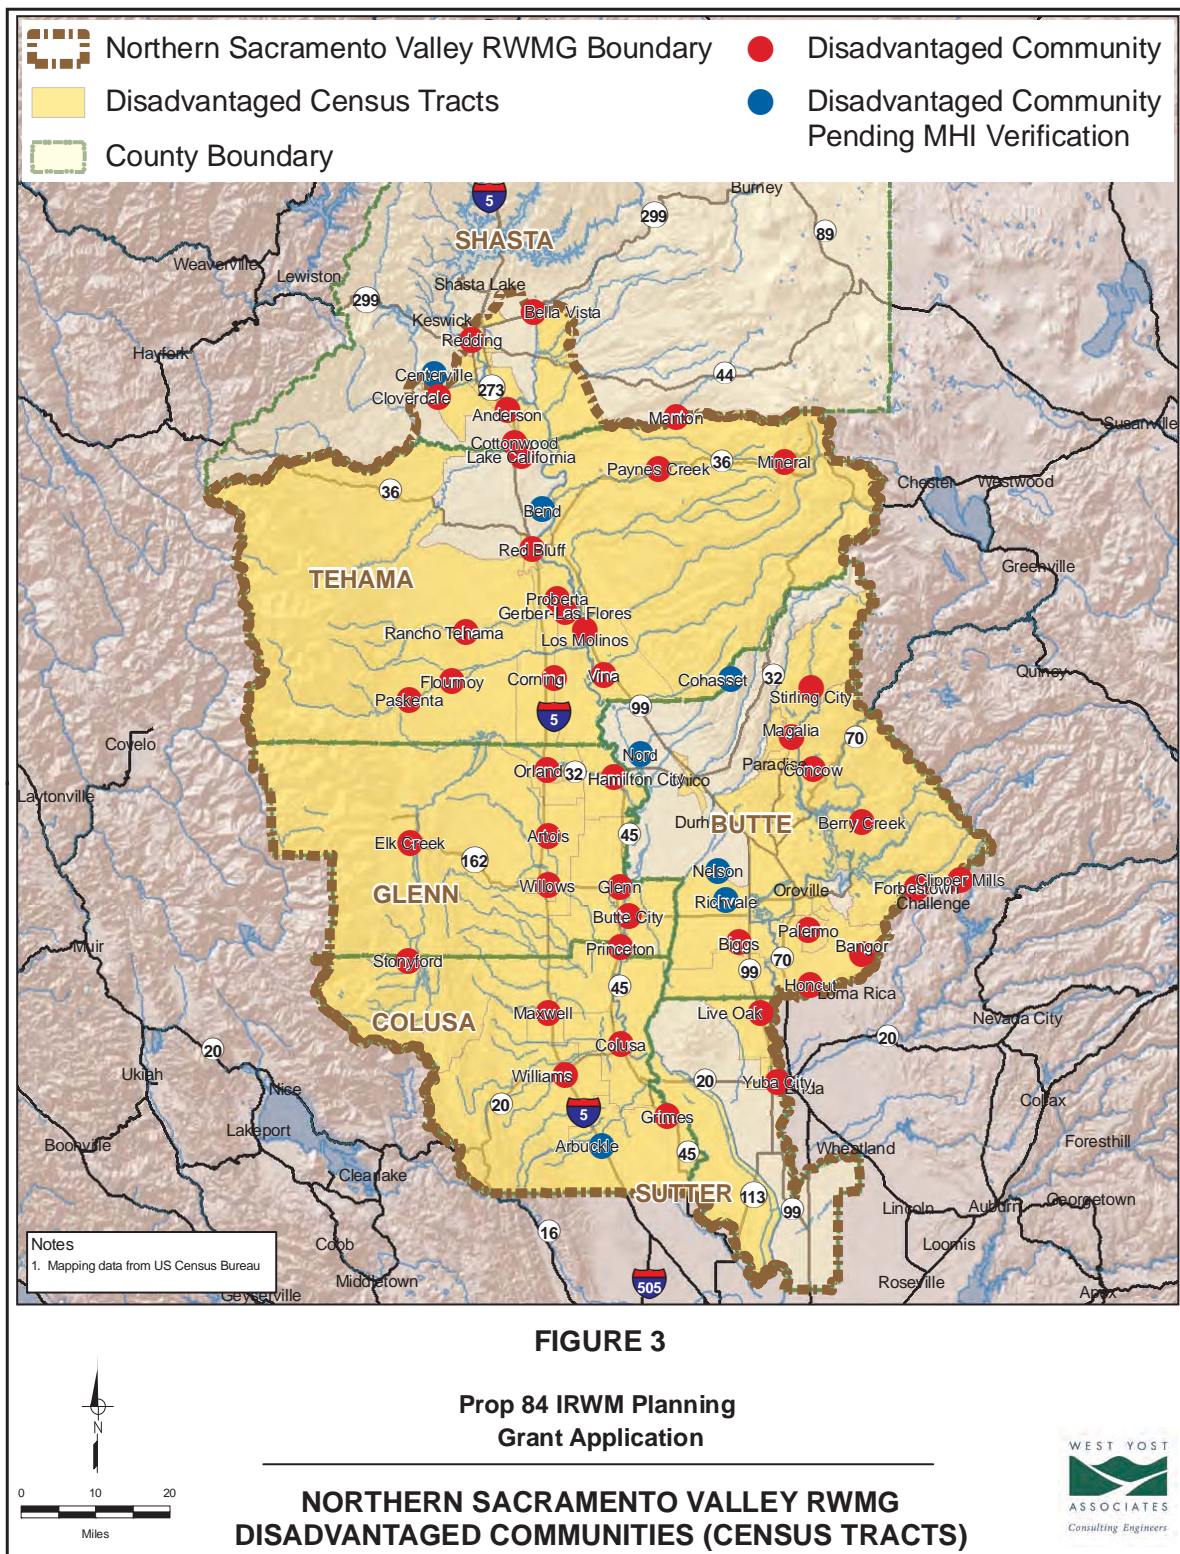 Northern Sacramento Valley RWMG Boundary
Disadvantaged Census Tracts
County Boundary
Disadvantaged Community
Disadvantaged Community
Pending MHI Verification
Burney
5
299
89
SHASTA
Weaverville
Lewiston
Shasta Lake
299
Bella Vista
Keswick
Redding
Hayfork
Centerville
44
273
Cloverdale
Anderson
Manton
Susanville
Cottonwood
Lake California
Paynes Creek
36
Mineral
36
Chester
Westwood
Bend
Red Bluff
Greenville
TEHAMA
Proberta
Gerber-Las Flores
Rancho Tehama
Los Molinos
Quincy
Flournoy
Corning
Vina
Cohasset
32
Stirling City
Paskenta
99
5
Magalia
70
Covelo
Nord
Paradise
Concow
Orland
32
Hamilton City
Laytonville
BUTTE
Berry Creek
Artois
45
Elk Creek
162
Nelson
Willows
Glenn
Oroville
Clipper Mills
Forbestown
GLENN
Richvale
Challenge
Butte City
Palermo
Muir
Princeton
Biggs
Bangor
Stonyford
70
99
Honcut
Loma Rica
45
Maxwell
Live Oak
COLUSA
Nevada City
20
Colusa
20
Ukiah
Williams
20
Yuba City
Linda
Nice
20
5
Grimes
Colfax
Lakeport
Boonville
Arbuckle
45
Wheatland
Foresthill
Clearlake
SUTTER
113
99
Lincoln
Auburn
Georgetown
16
Cobb
Loomis
Middletown
505
Roseville
Geyserville
Notes
1. Mapping data from US Census Bureau
FIGURE 3
Prop 84 IRWM Planning
Grant Application
N
0 10 20
Miles
NORTHERN SACRAMENTO VALLEY RWMG
DISADVANTAGED COMMUNITIES (CENSUS TRACTS)
WEST YOST
ASSOCIATES
Consulting Engineers